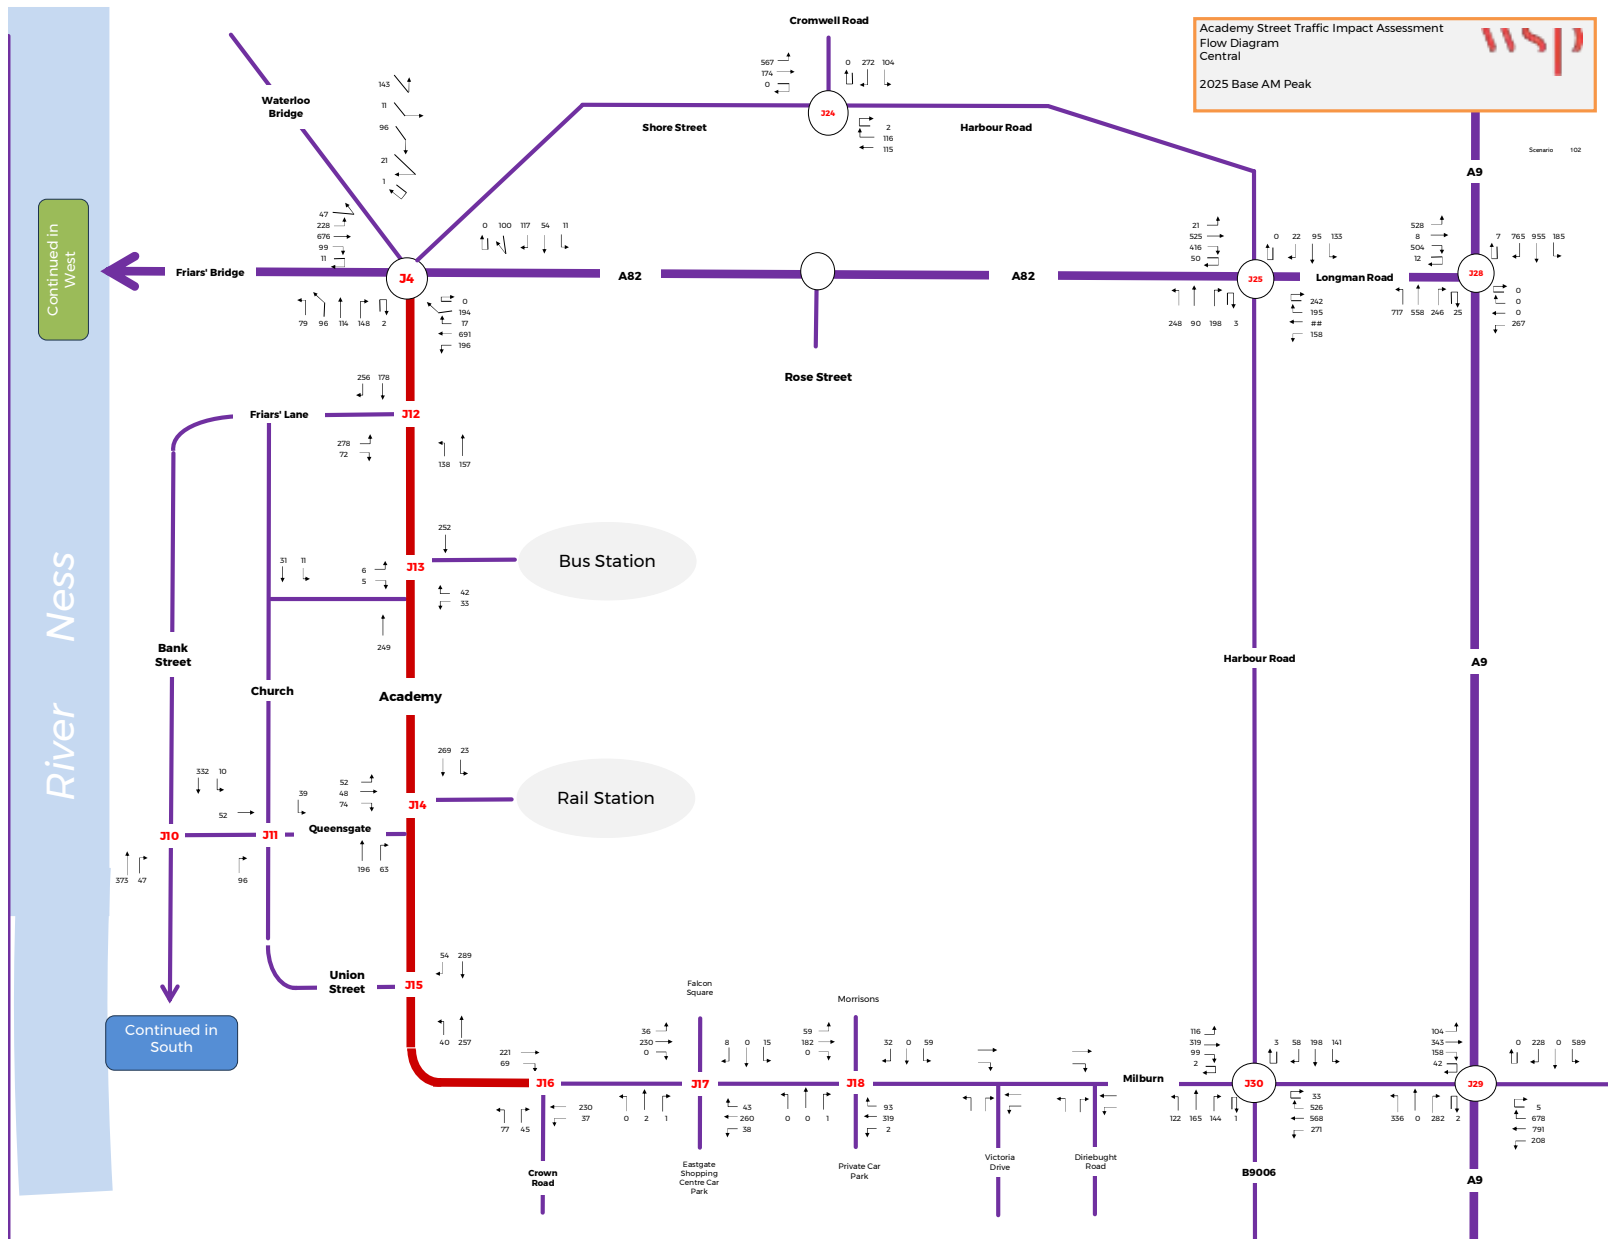 Cromwell Road
Academy Street Traffic Impact Assessment
Flow Diagram
Central
2025 Base AM Peak
wsp
Scenario 102
567
174
0
0 272 104
J24
2
116
115
Waterloo
Bridge
143
11
96
21
1
Shore Street
Harbour Road
A9
Continued in
West
47
228
676
99
11
0 100 117 54 11
Friars' Bridge
J4
A82
A82
79 96 114 148 2
0
194
17
691
196
Rose Street
21
525
416
50
0 22 95 133
J25
Longman Road
248 90 198 3
242
195
##
158
528
8
504
12
7 765 955 185
J28
717 558 246 25
0
0
0
267
256 178
Friars' Lane
J12
278
72
138 157
252
Bus Station
J13
31 11
6
5
42
33
249
River Ness
Bank
Street
Church
Academy
Harbour Road
A9
269 23
Rail Station
332 10
52
39
52
48
74
J14
J10
J11
Queensgate
373 47
96
196 63
54 289
Union
Street
J15
40 257
Continued in
South
221
69
J16
77 45
230
37
Crown
Road
Falcon
Square
36
230
0
8 0 15
J17
0 2 1
43
260
38
Eastgate
Shopping
Centre Car
Park
Morrisons
59
182
0
32 0 59
J18
0 0 1
93
319
2
Private Car
Park
Victoria
Drive
Diriebught
Road
Milburn
116
319
99
2
3 58 198 141
J30
122 165 144 1
33
526
568
271
B9006
104
343
158
42
0 228 0 589
J29
336 0 282 2
5
678
791
208
A9